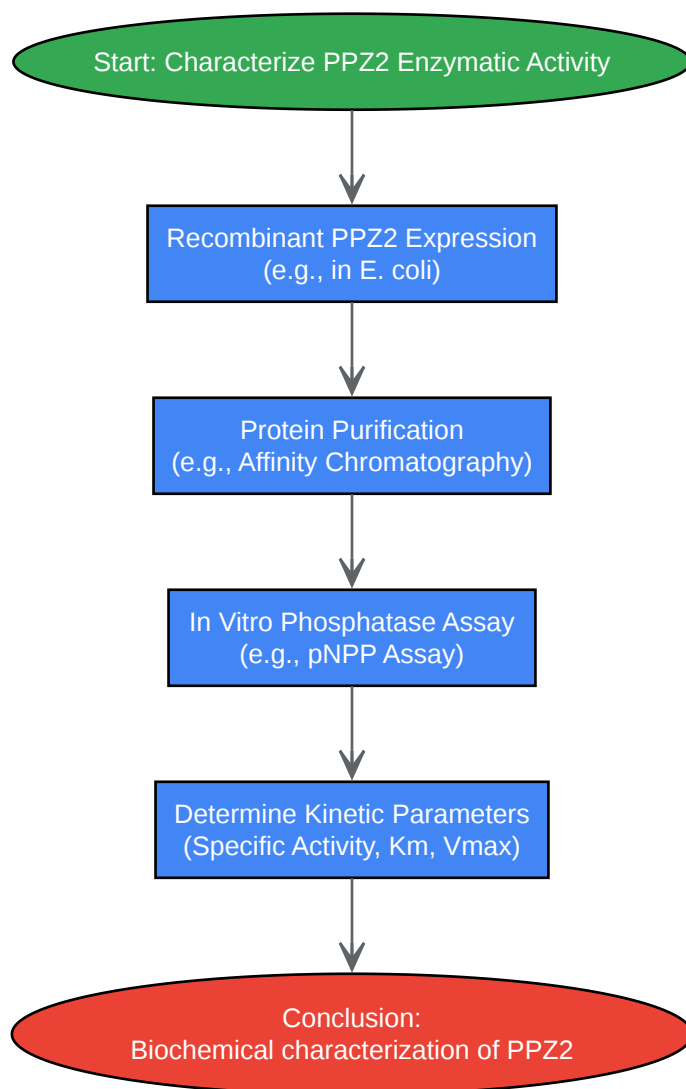 Start: Characterize PPZ2 Enzymatic Activity
Recombinant PPZ2 Expression
(e.g., in E. coli)
Protein Purification
(e.g., Affinity Chromatography)
In Vitro Phosphatase Assay
(e.g., pNPP Assay)
Determine Kinetic Parameters
(Specific Activity, Km, Vmax)
Conclusion:
Biochemical characterization of PPZ2